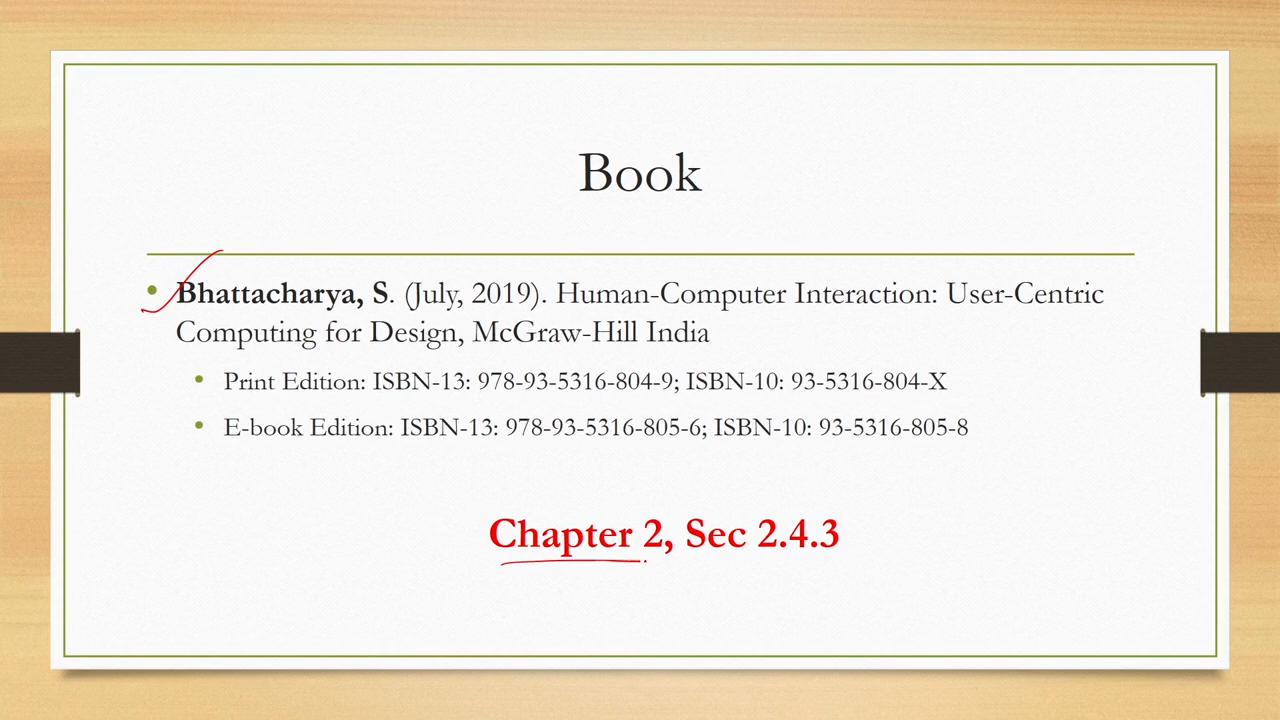 Book
• Bhattacharya, S. (July, 2019). Human-Computer Interaction: User-Centric
Computing for Design, McGraw-Hill India
• Print Edition: ISBN-13: 978-93-5316-804-9; ISBN-10: 93-5316-804-X
• E-book Edition: ISBN-13: 978-93-5316-805-6; ISBN-10: 93-5316-805-8
Chapter 2, Sec 2.4.3